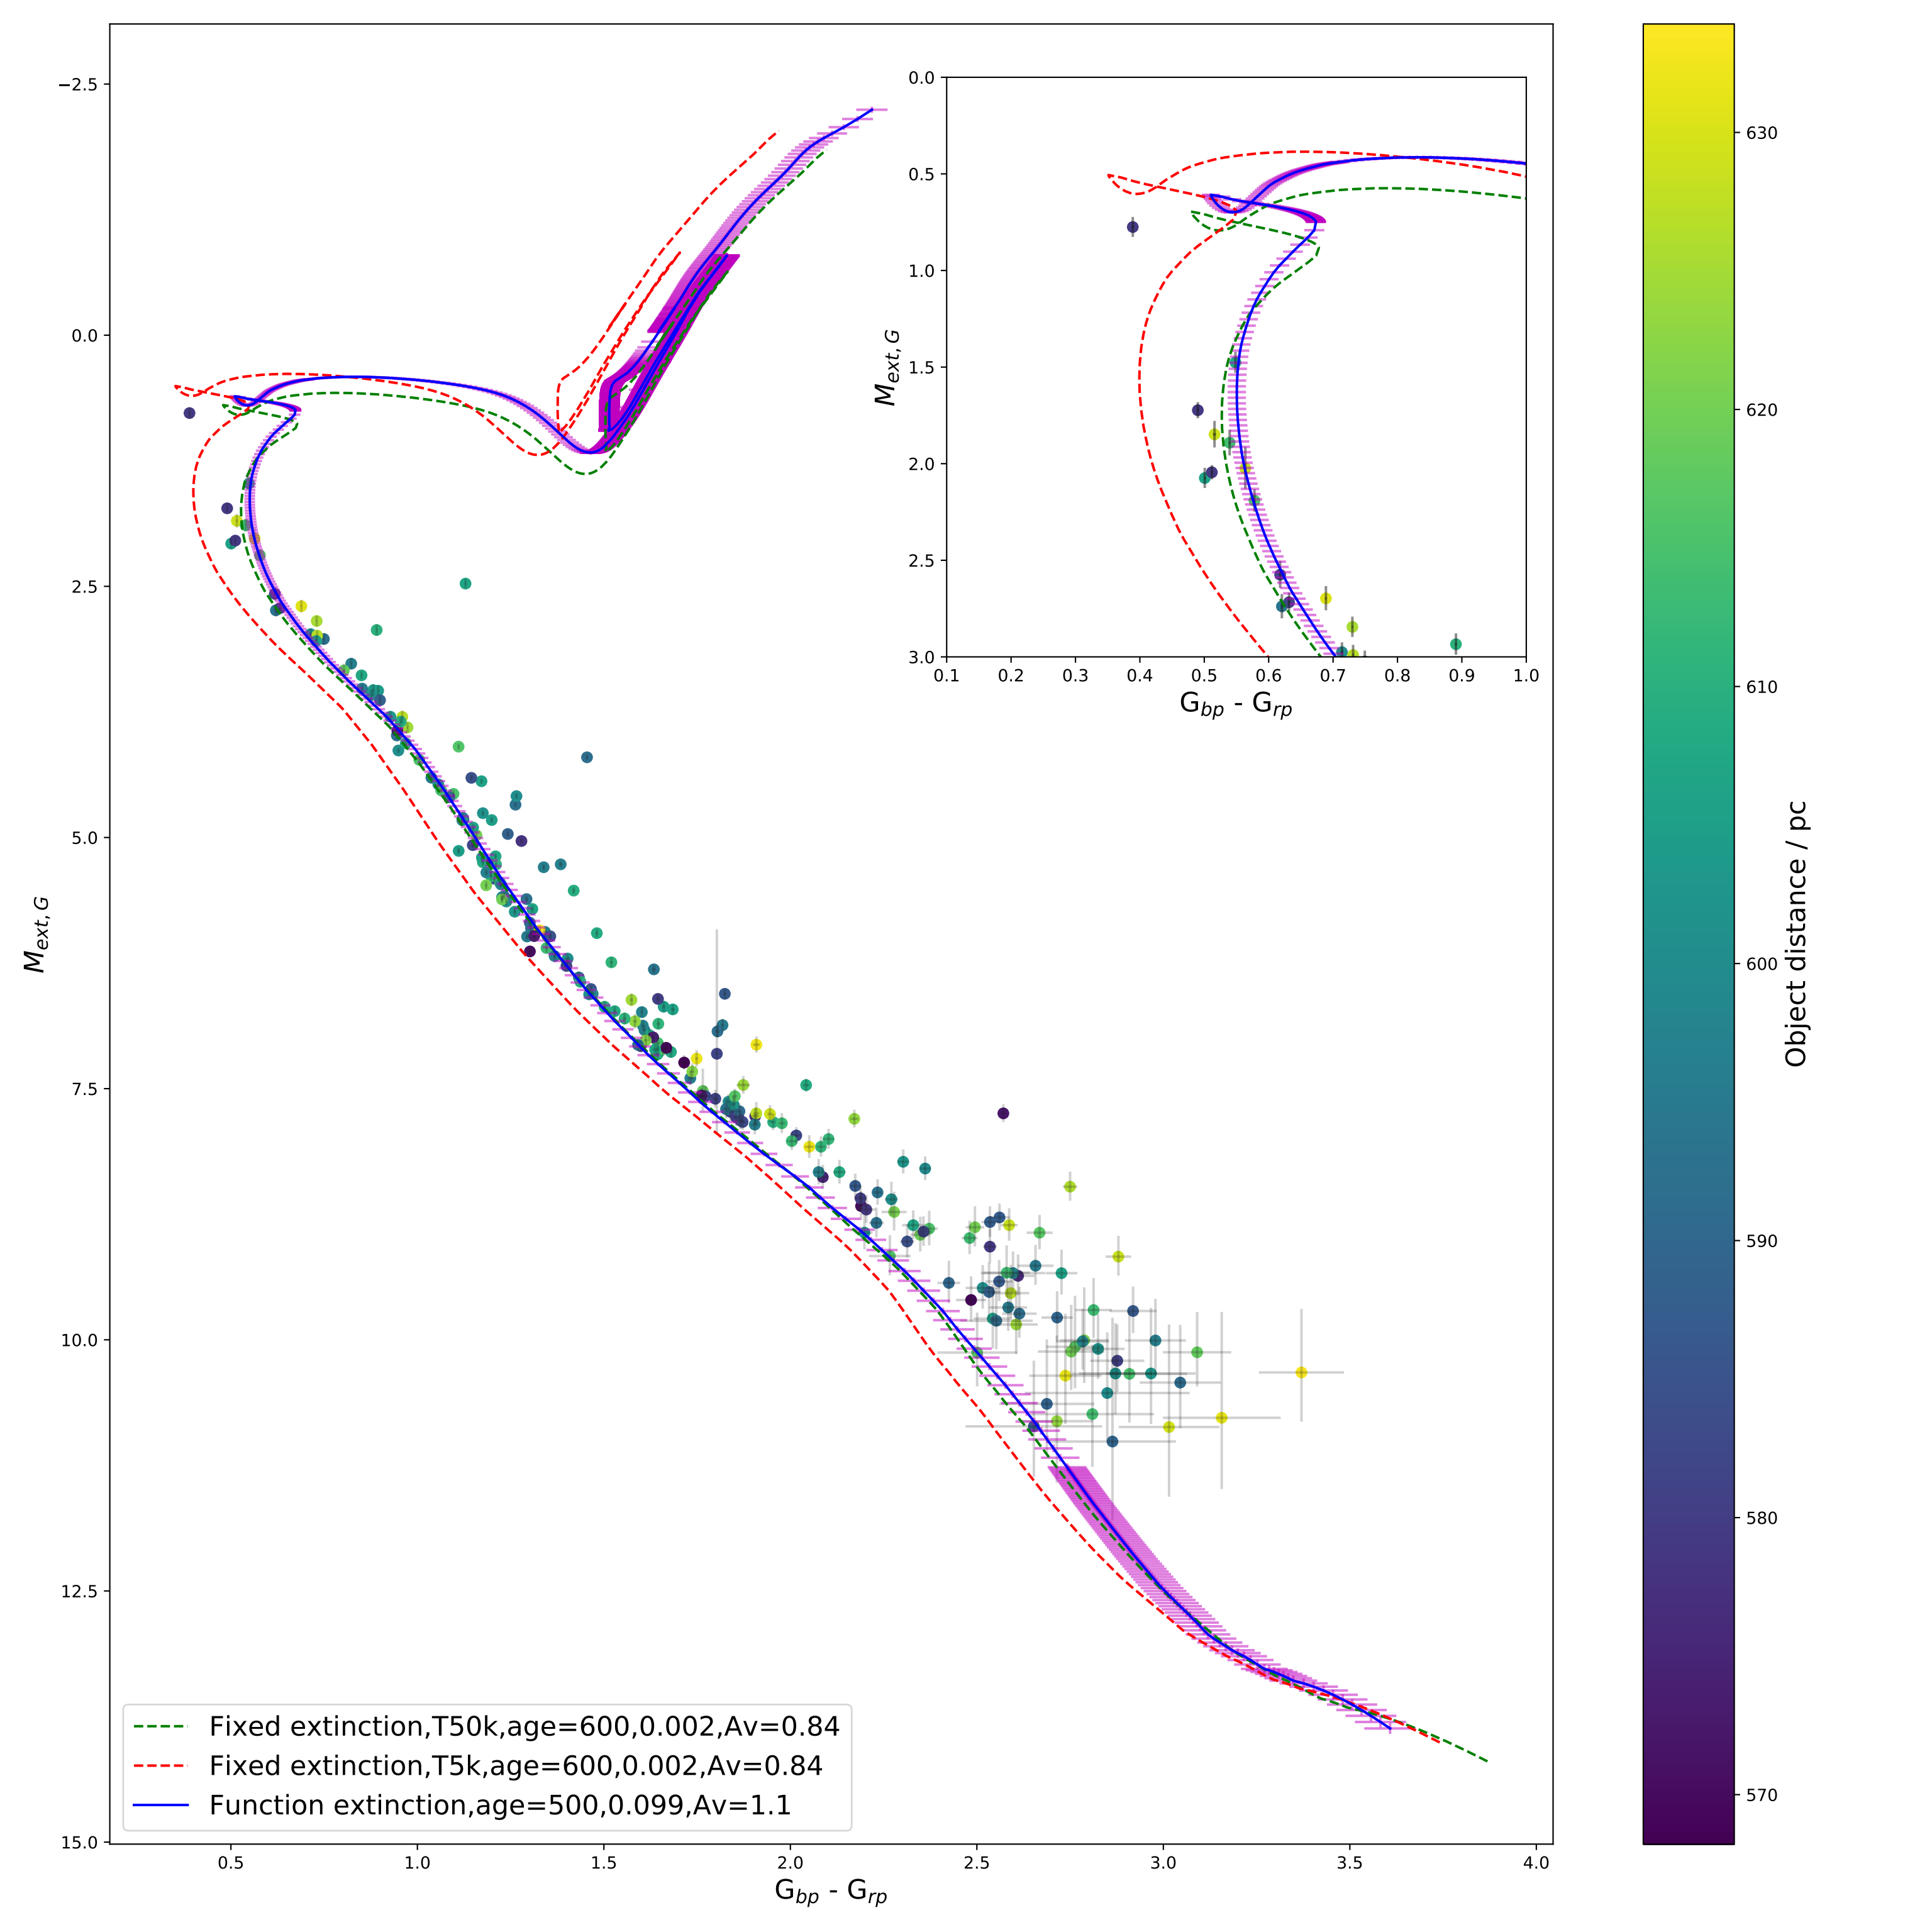 −2.5
0.0
2.5
5.0
7.5
10.0
12.5
15.0
M_ext, G
0.5 1.0 1.5 2.0 2.5 3.0 3.5 4.0
G_bp - G_rp
0.0
0.5
1.0
1.5
2.0
2.5
3.0
M_ext, G
0.1 0.2 0.3 0.4 0.5 0.6 0.7 0.8 0.9 1.0
G_bp - G_rp
Fixed extinction,T50k,age=600,0.002,Av=0.84
Fixed extinction,T5k,age=600,0.002,Av=0.84
Function extinction,age=500,0.099,Av=1.1
630
620
610
600
590
580
570
Object distance / pc